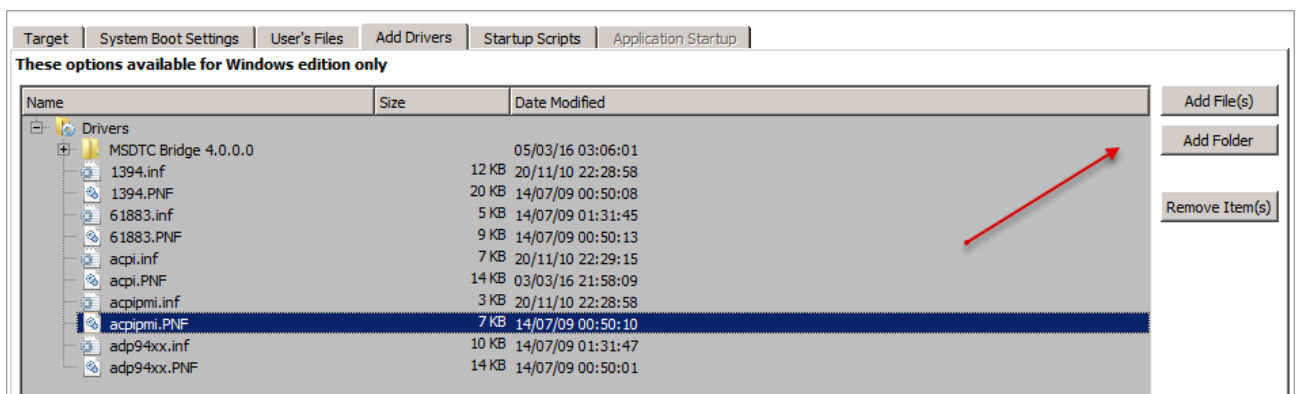 Target System Boot Settings User's Files Add Drivers Startup Scripts Application Startup
These options available for Windows edition only
Name Size Date Modified Add File(s)
Drivers
MSDTC Bridge 4.0.0.0 05/03/16 03:06:01 Add Folder
1394.inf 12 KB 20/11/10 22:28:58
1394.PNF 20 KB 14/07/09 00:50:08
61883.inf 5 KB 14/07/09 01:31:45 Remove Item(s)
61883.PNF 9 KB 14/07/09 00:50:13
acpi.inf 7 KB 20/11/10 22:29:15
acpi.PNF 14 KB 03/03/16 21:58:09
acpipmi.inf 3 KB 20/11/10 22:28:58
acpipmi.PNF 7 KB 14/07/09 00:50:10
adp94xx.inf 10 KB 14/07/09 01:31:47
adp94xx.PNF 14 KB 14/07/09 00:50:01